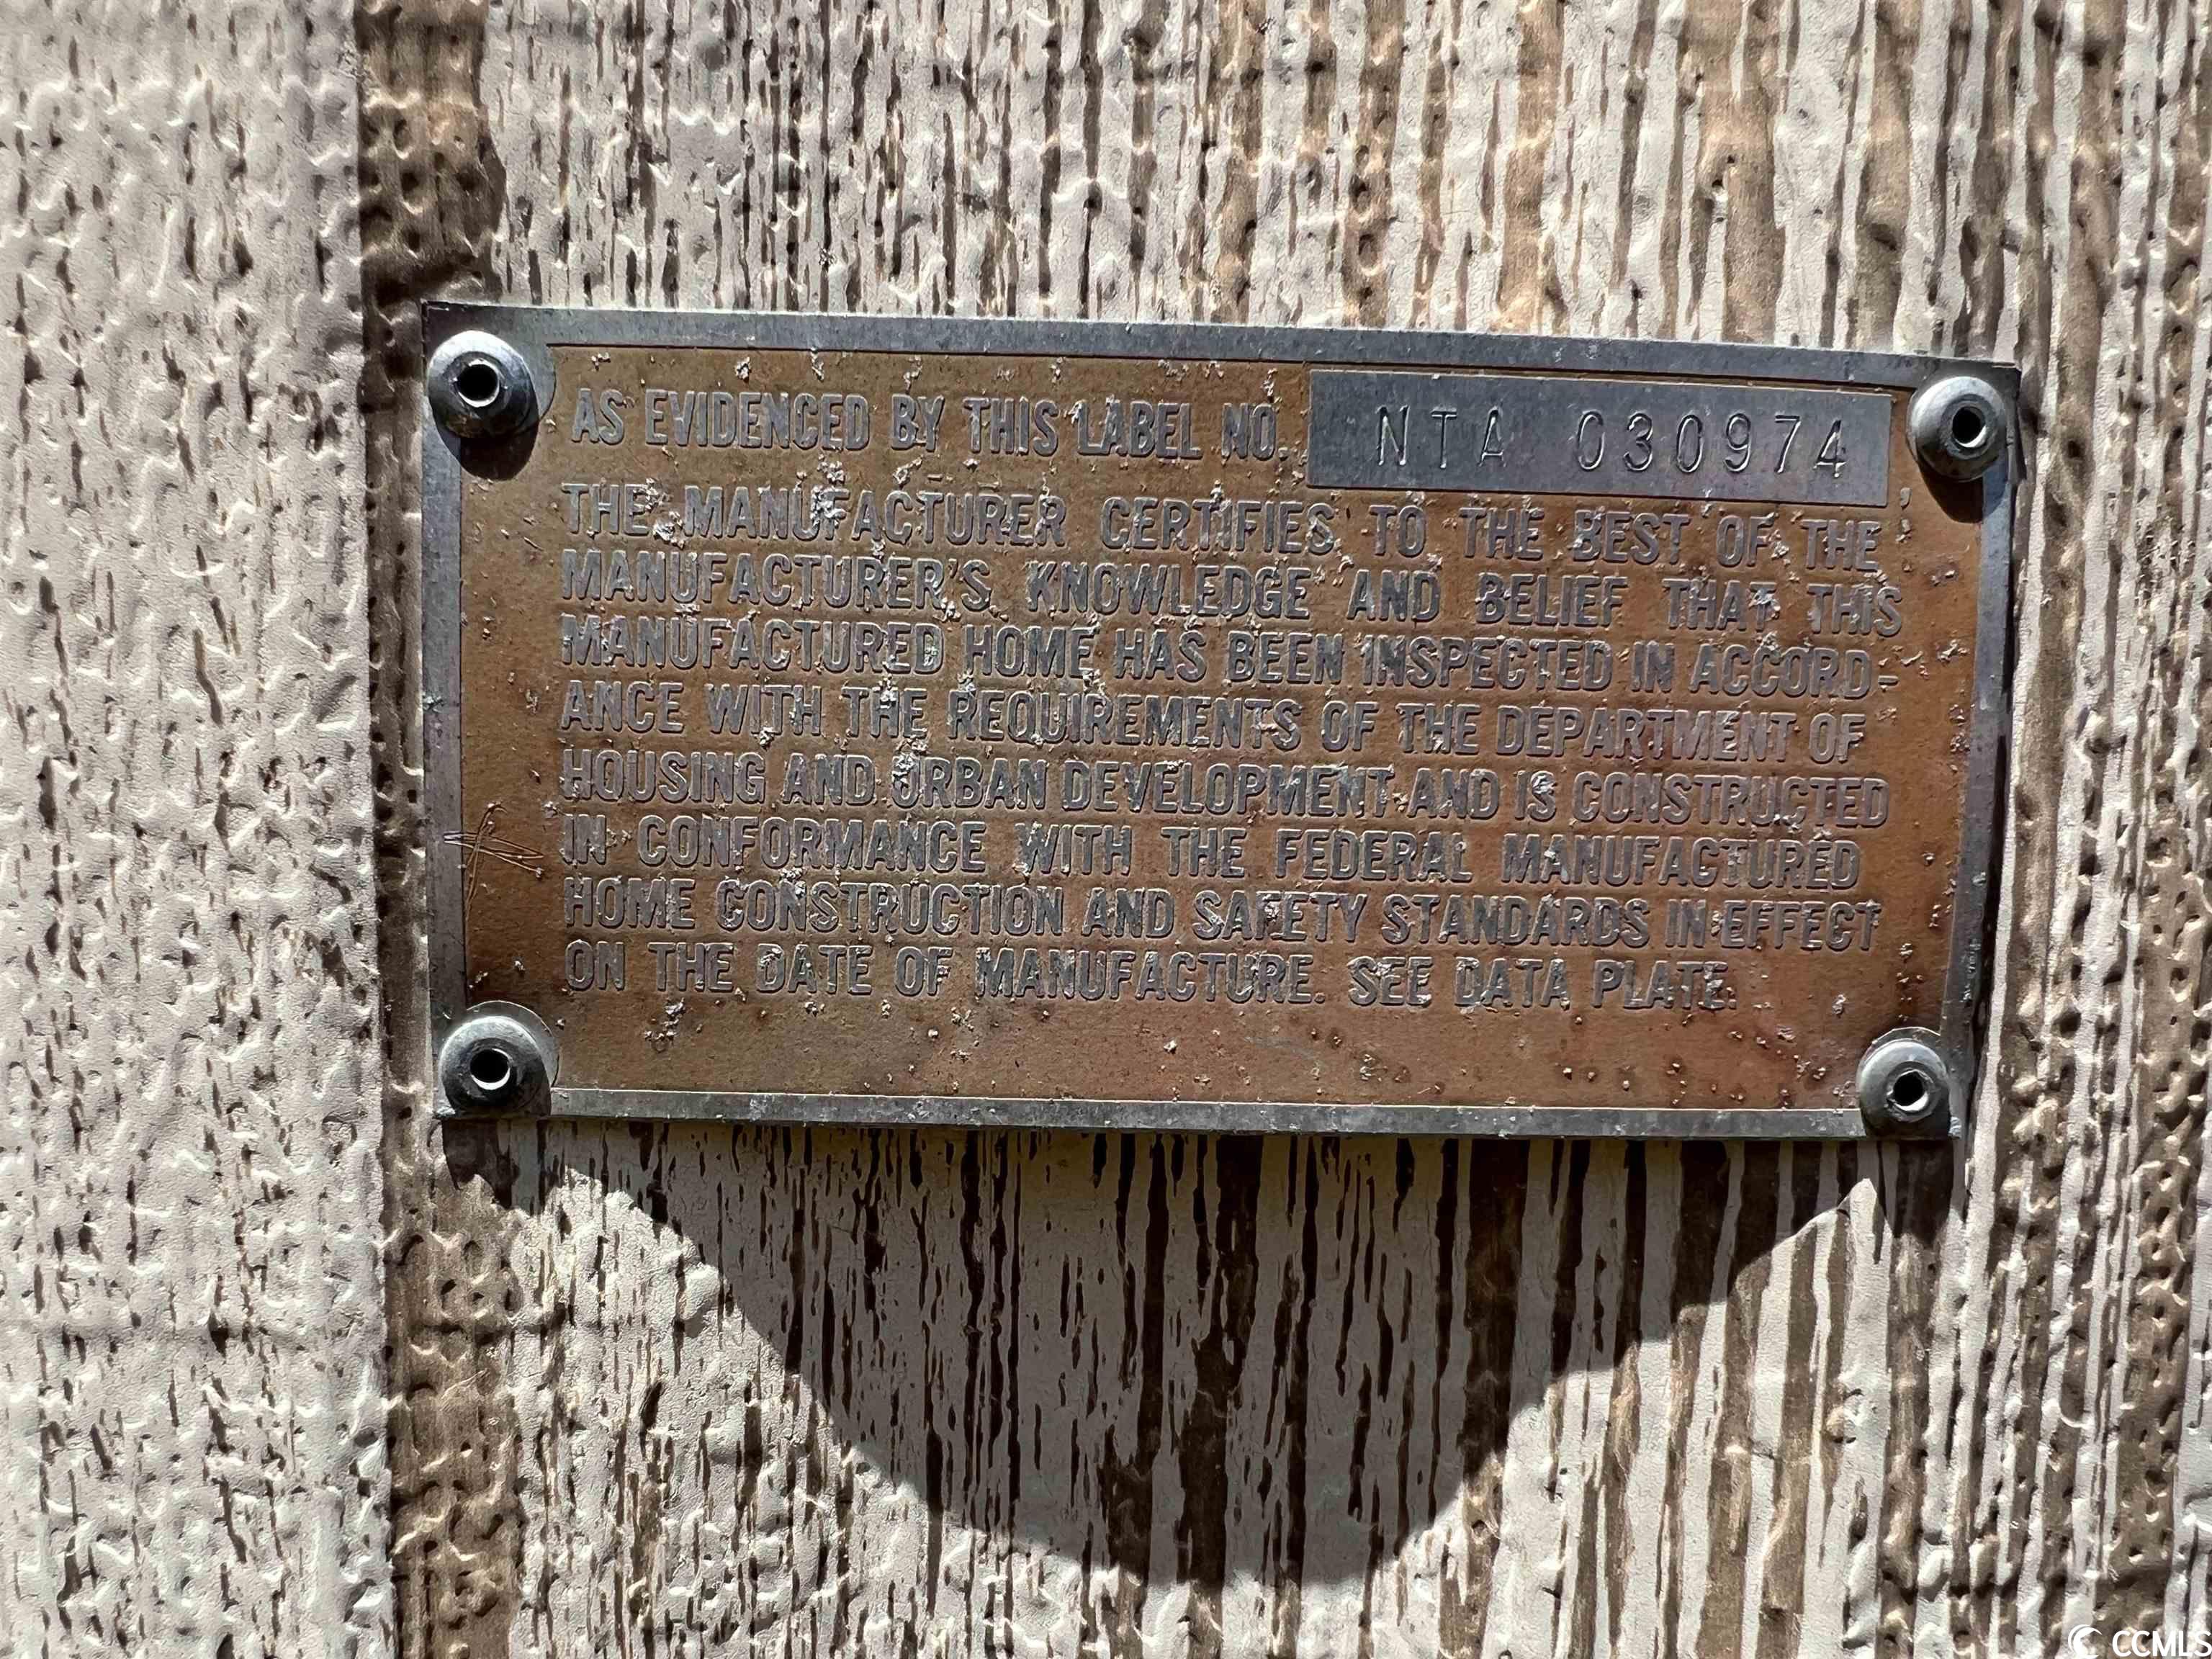 AS EVIDENCED BY THIS LABEL NO. NTA 030974,
THE MANUFACTURER CERTIFIES TO THE BEST OF THE
MANUFACTURER'S KNOWLEDGE AND BELIEF THAT THIS
MANUFACTURED HOME HAS BEEN INSPECTED IN ACCORD-
ANCE WITH THE REQUIREMENTS OF THE DEPARTMENT OF
HOUSING AND URBAN DEVELOPMENT AND IS CONSTRUCTED
IN CONFORMANCE WITH THE FEDERAL MANUFACTURED
HOME CONSTRUCTION AND SAFETY STANDARDS IN EFFECT
ON THE DATE OF MANUFACTURE. SEE DATA PLATE.
CCMLS